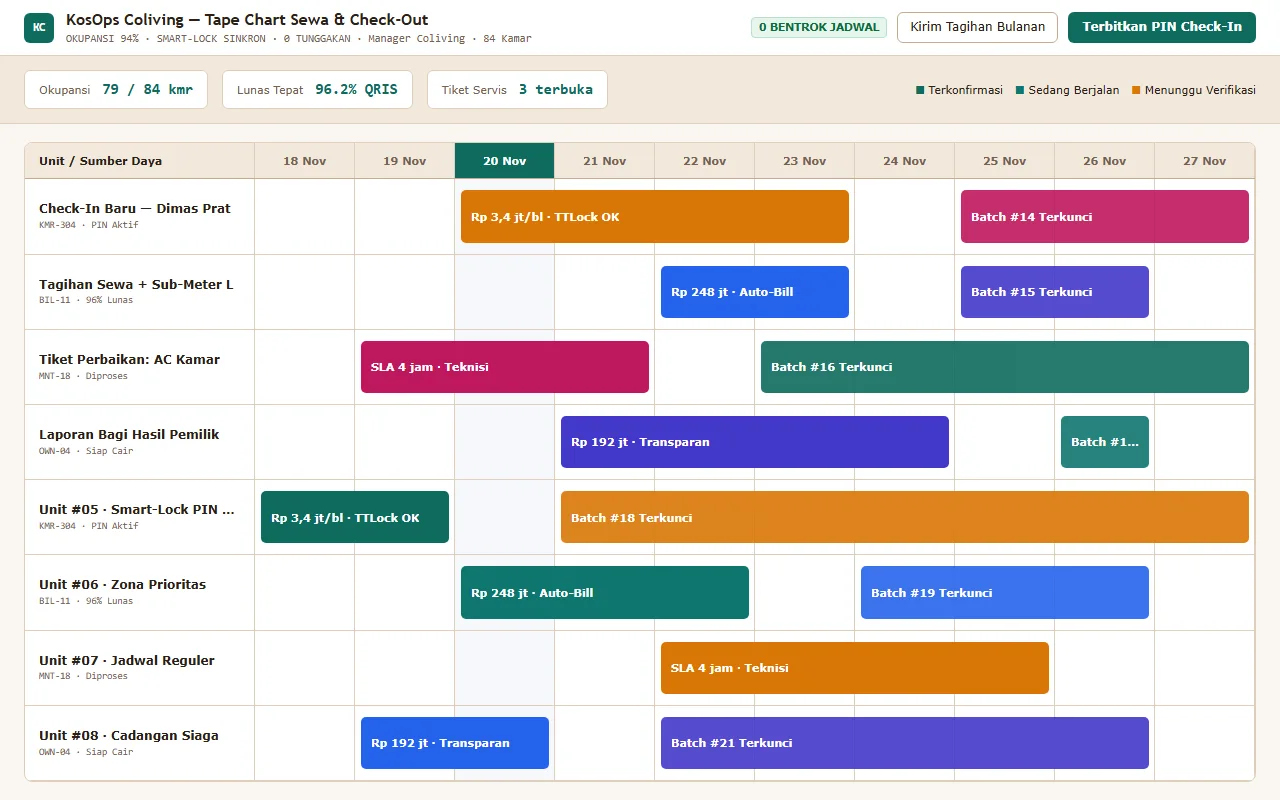 KC
KosOps Coliving — Tape Chart Sewa & Check-Out
OKUPANSI 94% · SMART-LOCK SINKRON · 0 TUNGGAKAN · Manager Coliving · 84 Kamar
0 BENTROK JADWAL
Kirim Tagihan Bulanan
Terbitkan PIN Check-In
Okupansi 79 / 84 kmr
Lunas Tepat 96.2% QRIS
Tiket Servis 3 terbuka
Terkonfirmasi
Sedang Berjalan
Menunggu Verifikasi
Unit / Sumber Daya 18 Nov 19 Nov 20 Nov 21 Nov 22 Nov 23 Nov 24 Nov 25 Nov 26 Nov 27 Nov
Check-In Baru — Dimas Prat
KMR-304 · PIN Aktif
Rp 3,4 jt/bl · TTLock OK
Batch #14 Terkunci
Tagihan Sewa + Sub-Meter L
BIL-11 · 96% Lunas
Rp 248 jt · Auto-Bill
Batch #15 Terkunci
Tiket Perbaikan: AC Kamar
MNT-18 · Diproses
SLA 4 jam · Teknisi
Batch #16 Terkunci
Laporan Bagi Hasil Pemilik
OWN-04 · Siap Cair
Rp 192 jt · Transparan
Batch #1...
Unit #05 · Smart-Lock PIN ...
KMR-304 · PIN Aktif
Rp 3,4 jt/bl · TTLock OK
Batch #18 Terkunci
Unit #06 · Zona Prioritas
BIL-11 · 96% Lunas
Rp 248 jt · Auto-Bill
Batch #19 Terkunci
Unit #07 · Jadwal Reguler
MNT-18 · Diproses
SLA 4 jam · Teknisi
Unit #08 · Cadangan Siaga
OWN-04 · Siap Cair
Rp 192 jt · Transparan
Batch #21 Terkunci